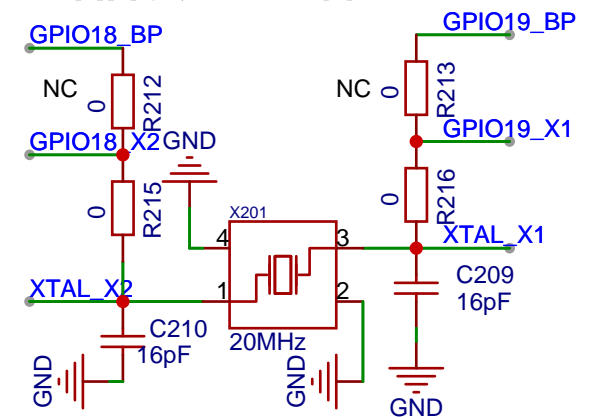 GPIO18_BP
GPIO19_BP
NC
0
R212
NC
0
R213
GPIO18_X2
GND
GPIO19_X1
0
R215
0
R216
X201
4
3
XTAL_X1
XTAL_X2
1
2
C209
16pF
C210
16pF
20MHz
GND
GND
GND